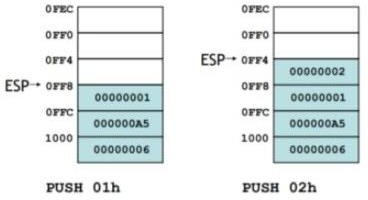 0FEC
0FF0
0FF4
ESP→ 0FF8
00000001
0FFC
000000A5
1000
00000006
PUSH 01h
0FEC
0FF0
ESP→ 0FF4
00000002
0FF8
00000001
0FFC
000000A5
1000
00000006
PUSH 02h